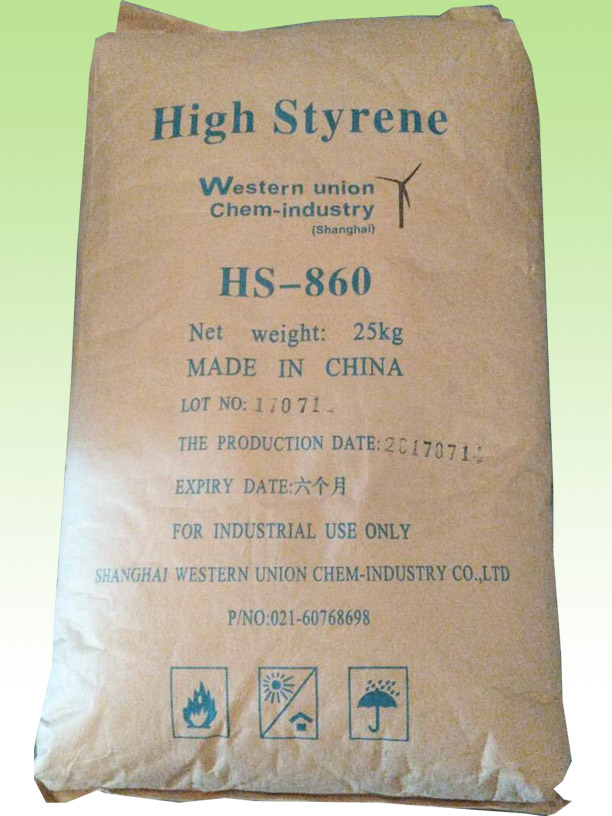 High Styrene
Western union
Chem-industry
(Shanghai)
HS-860
Net weight: 25kg
MADE IN CHINA
LOT NO:
THE PRODUCTION DATE: 20170714
EXPIRY DATE:六个月
FOR INDUSTRIAL USE ONLY
SHANGHAI WESTERN UNION CHEM-INDUSTRY CO.,LTD
P/NO:021-60768698